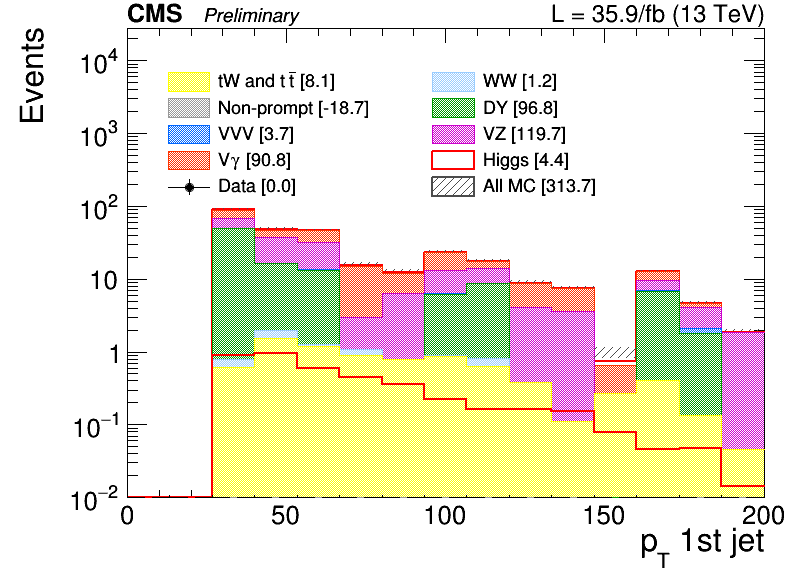 CMS Preliminary L = 35.9/fb (13 TeV)
Events
10⁴
10³
10²
10
1
10⁻¹
10⁻²
tW and t t̅ [8.1] WW [1.2]
Non-prompt [-18.7] DY [96.8]
VVV [3.7] VZ [119.7]
Vγ [90.8] Higgs [4.4]
Data [0.0] All MC [313.7]
0 50 100 150 200
p_T 1st jet